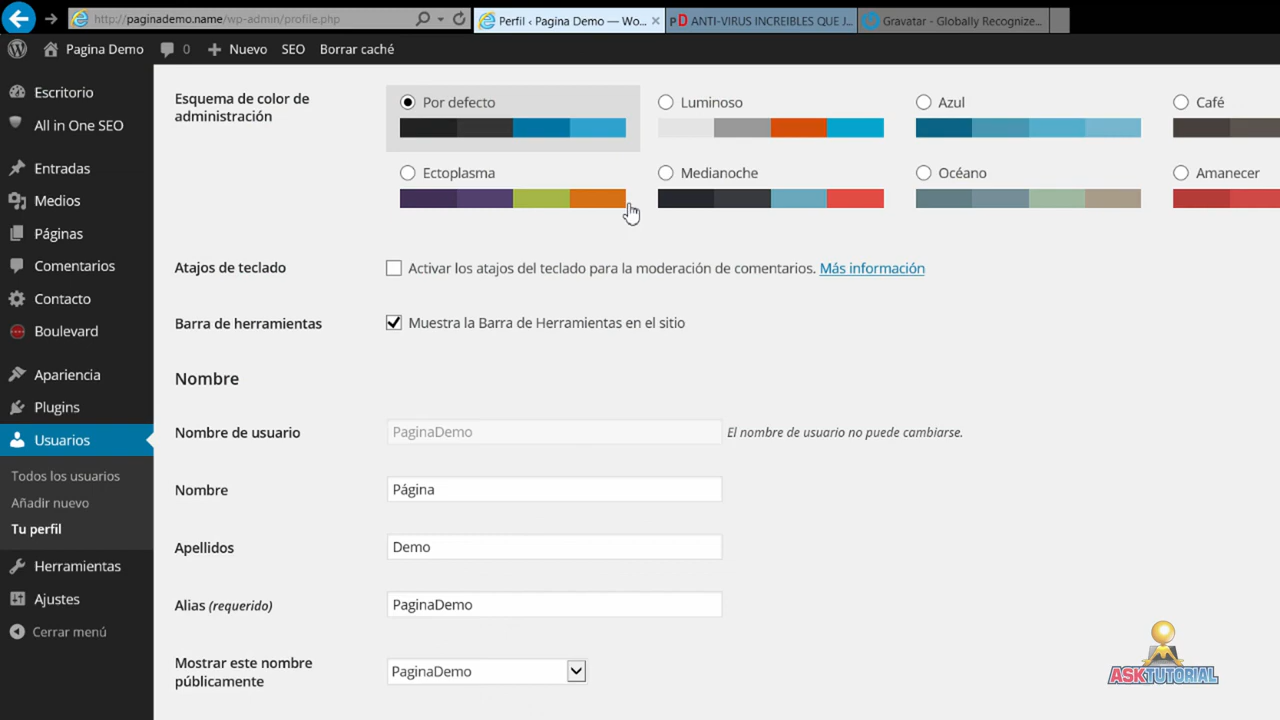 http://paginademo.name/wp-admin/profile.php
Perfil ‹ Pagina Demo — Wo...
PD ANTI-VIRUS INCREIBLES QUE J...
Gravatar - Globally Recognize...
Pagina Demo
0
Nuevo
SEO
Borrar caché
Escritorio
All in One SEO
Entradas
Medios
Páginas
Comentarios
Contacto
Boulevard
Apariencia
Plugins
Usuarios
Todos los usuarios
Añadir nuevo
Tu perfil
Herramientas
Ajustes
Cerrar menú
Esquema de color de
administración
Por defecto
Luminoso
Azul
Café
Ectoplasma
Medianoche
Océano
Amanecer
Atajos de teclado
Activar los atajos del teclado para la moderación de comentarios. Más información
Barra de herramientas
Muestra la Barra de Herramientas en el sitio
Nombre
Nombre de usuario
PaginaDemo
El nombre de usuario no puede cambiarse.
Nombre
Página
Apellidos
Demo
Alias (requerido)
PaginaDemo
Mostrar este nombre
públicamente
PaginaDemo
ASKTUTORIAL